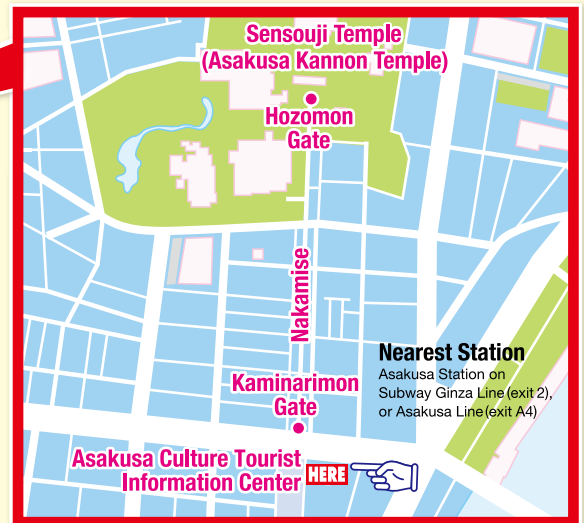 Sensouji Temple
(Asakusa Kannon Temple)
Hozomon
Gate
Nakamise
Nearest Station
Asakusa Station on
Subway Ginza Line (exit 2),
or Asakusa Line (exit A4)
Kaminarimon
Gate
Asakusa Culture Tourist
Information Center
HERE